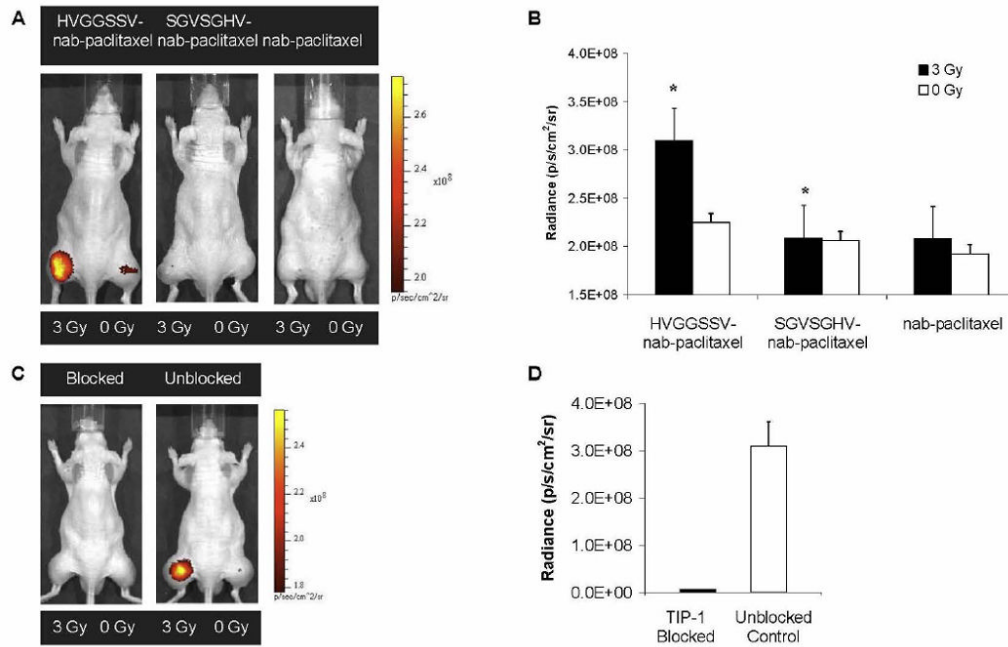 A
HVGGSSV- SGVSGHV-
nab-paclitaxel nab-paclitaxel nab-paclitaxel
2.6
2.4
x10⁸
2.2
2.0
p/sec/cm^2/sr
3 Gy 0 Gy 3 Gy 0 Gy 3 Gy 0 Gy
B
4.0E+08
3.5E+08
3.0E+08
2.5E+08
2.0E+08
1.5E+08
Radiance (p/s/cm²/sr)
* *
3 Gy
0 Gy
HVGGSSV- SGVSGHV- nab-paclitaxel
nab-paclitaxel nab-paclitaxel
C
Blocked Unblocked
2.4
2.2
x10⁸
2.0
1.8
p/sec/cm^2/sr
3 Gy 0 Gy 3 Gy 0 Gy
D
4.0E+08
3.0E+08
2.0E+08
1.0E+08
0.0E+00
Radiance (p/s/cm²/sr)
TIP-1 Unblocked
Blocked Control